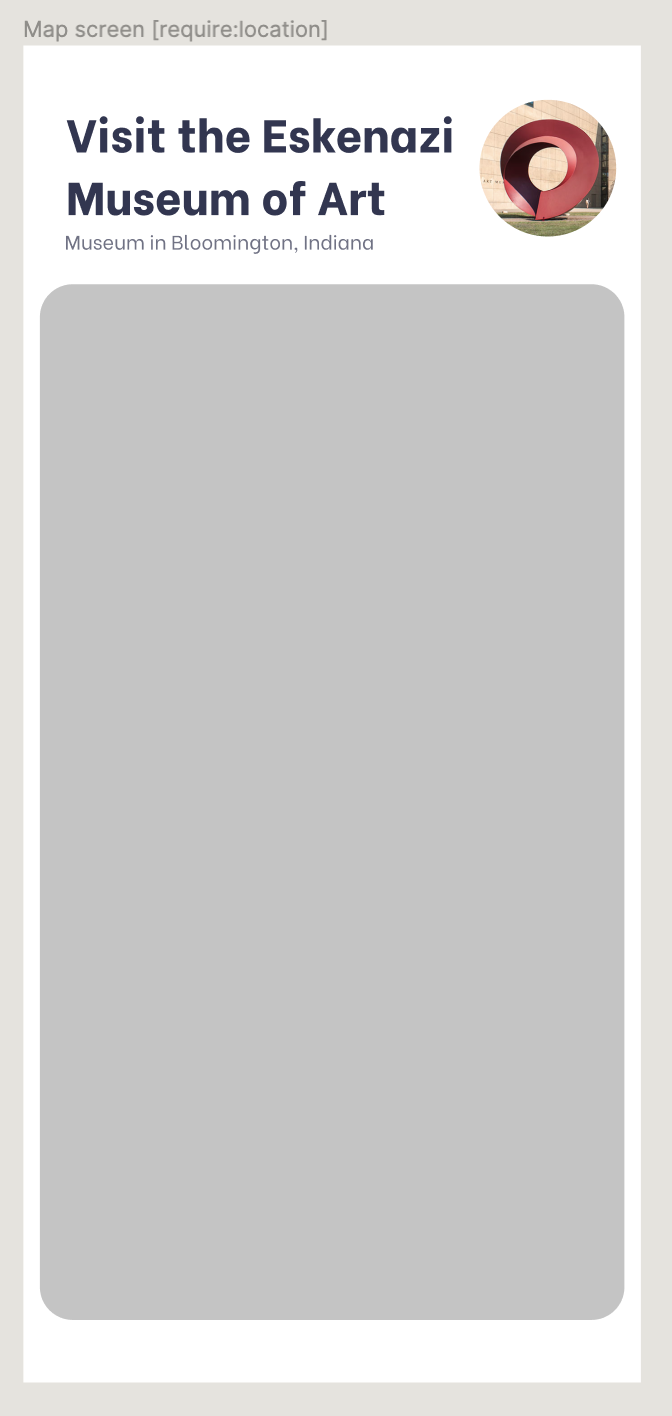 Map screen [require:location]
Visit the Eskenazi
Museum of Art
Museum in Bloomington, Indiana